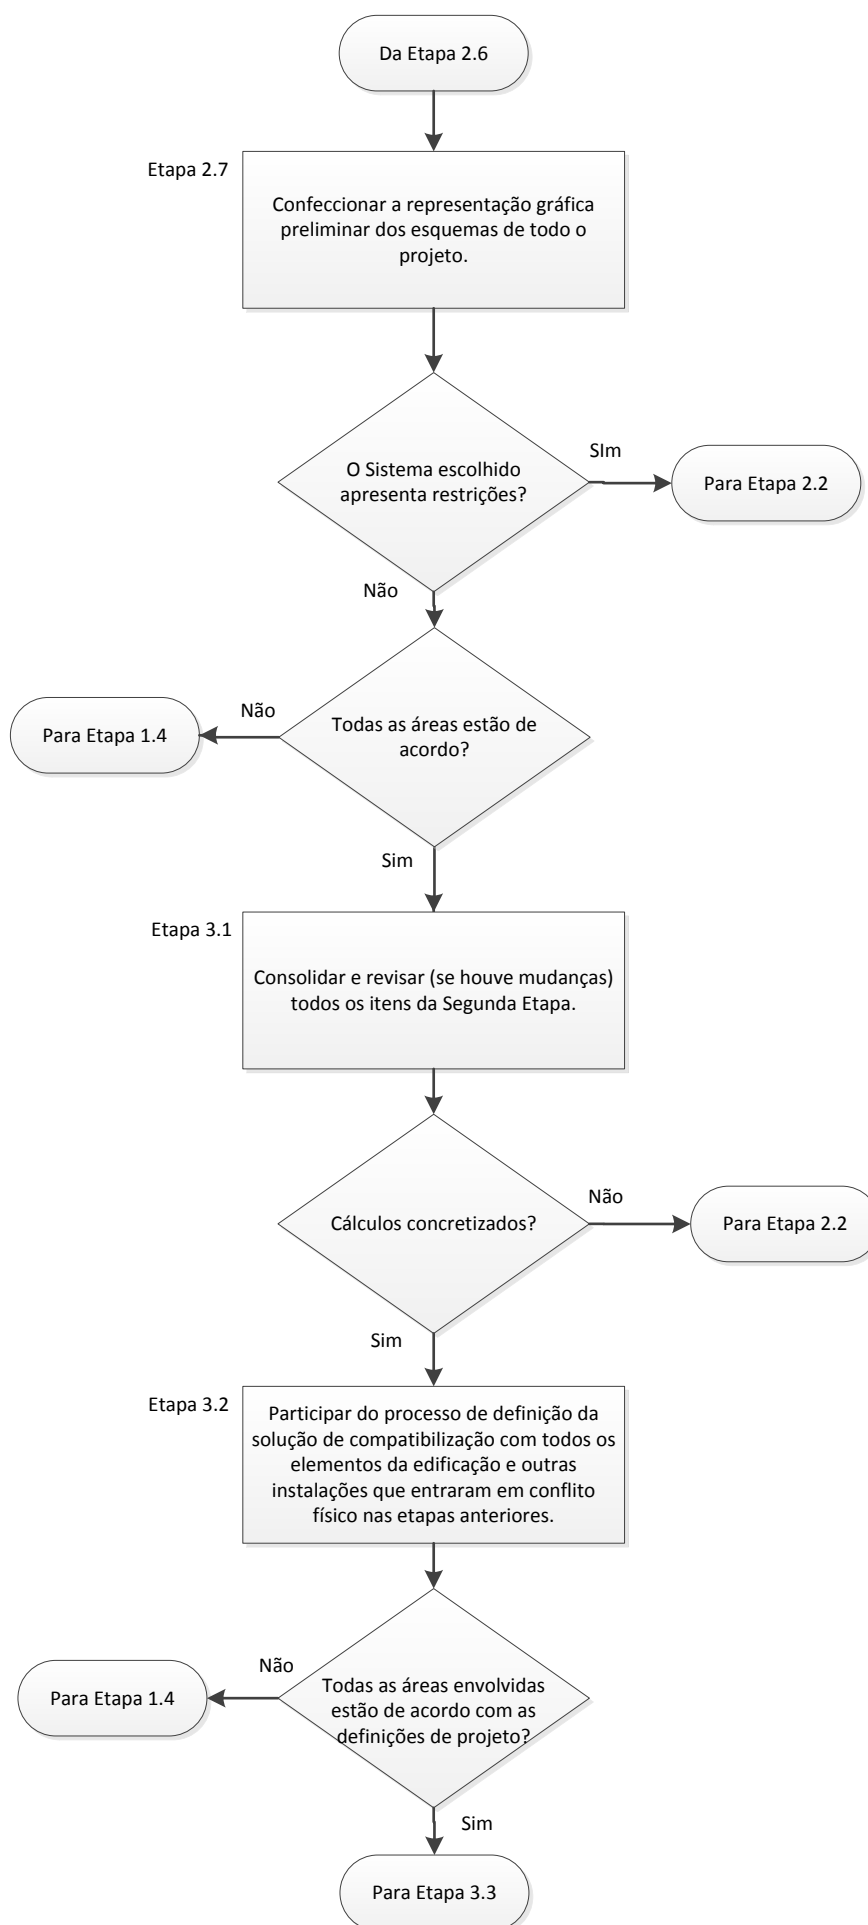 Da Etapa 2.6
Etapa 2.7
Confeccionar a representação gráfica
preliminar dos esquemas de todo o
projeto.
O Sistema escolhido
apresenta restrições?
SIm
Para Etapa 2.2
Não
Todas as áreas estão de
acordo?
Não
Para Etapa 1.4
Sim
Etapa 3.1
Consolidar e revisar (se houve mudanças)
todos os itens da Segunda Etapa.
Cálculos concretizados?
Não
Para Etapa 2.2
Sim
Etapa 3.2
Participar do processo de definição da
solução de compatibilização com todos os
elementos da edificação e outras
instalações que entraram em conflito
físico nas etapas anteriores.
Todas as áreas envolvidas
estão de acordo com as
definições de projeto?
Não
Para Etapa 1.4
Sim
Para Etapa 3.3